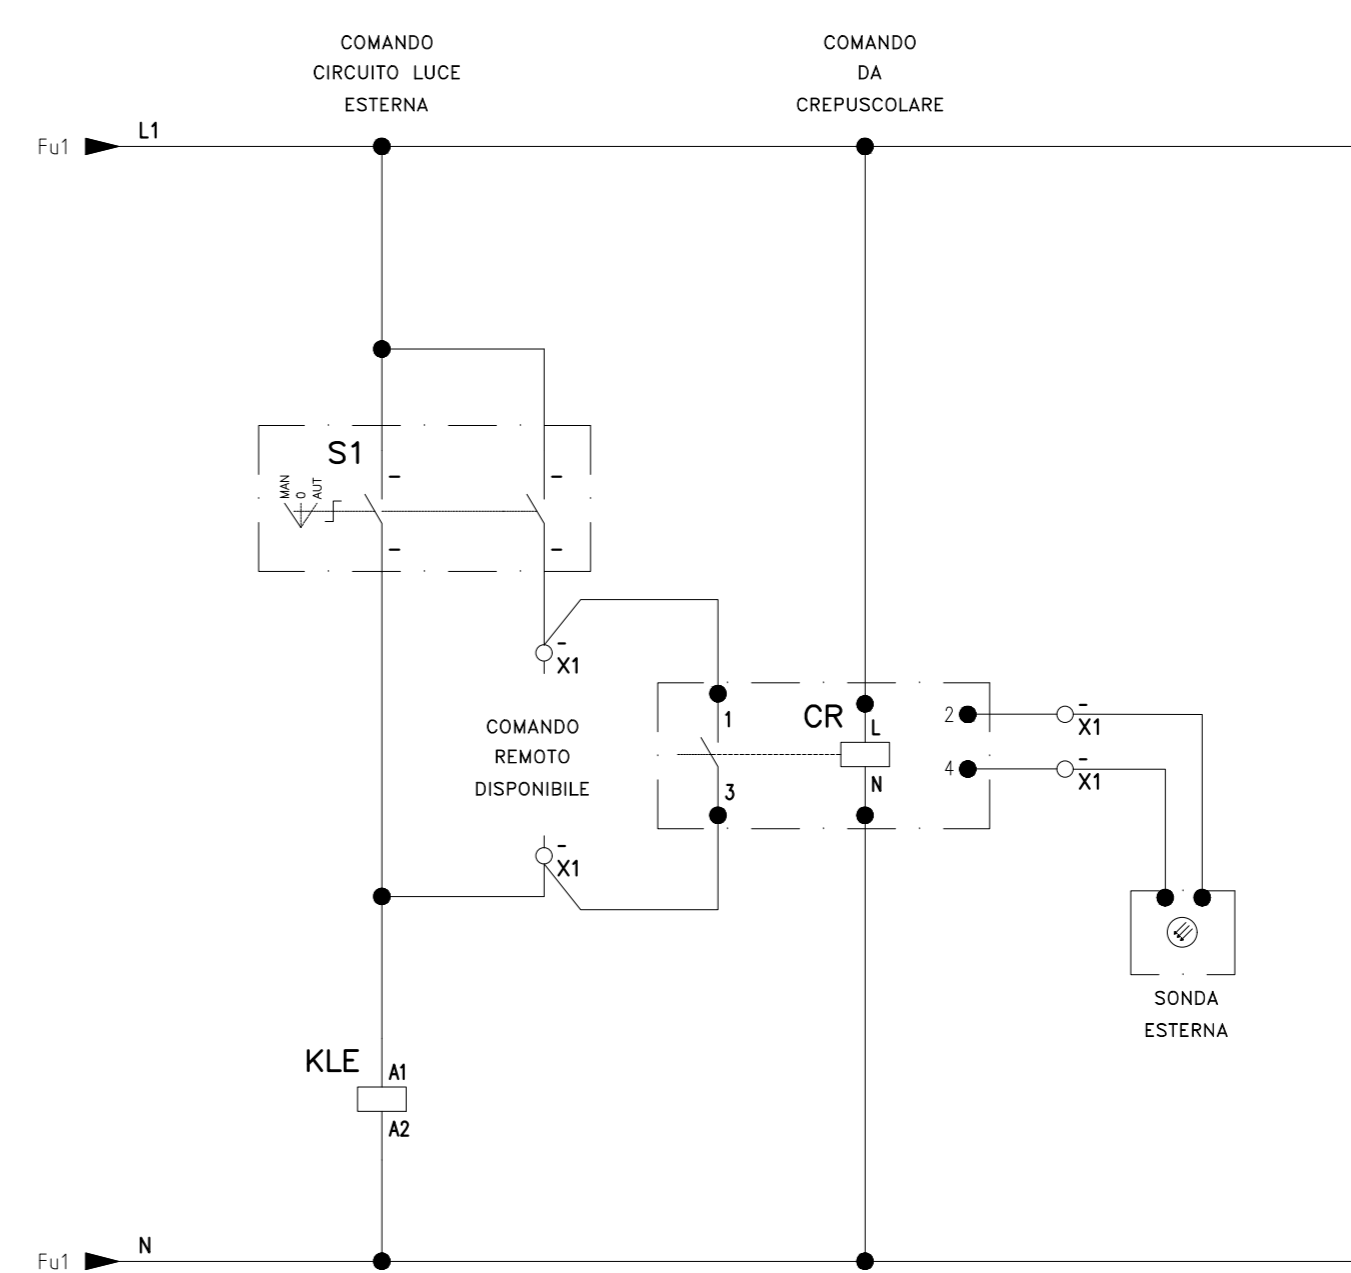 COMANDO
CIRCUITO LUCE
ESTERNA
COMANDO
DA
CREPUSCOLARE
Fu1
L1
S1
MAN
0
AUT
-
-
-
-
-
X1
COMANDO
REMOTO
DISPONIBILE
-
X1
1
3
CR
L
N
2
4
-
X1
-
X1
SONDA
ESTERNA
KLE
A1
A2
Fu1
N